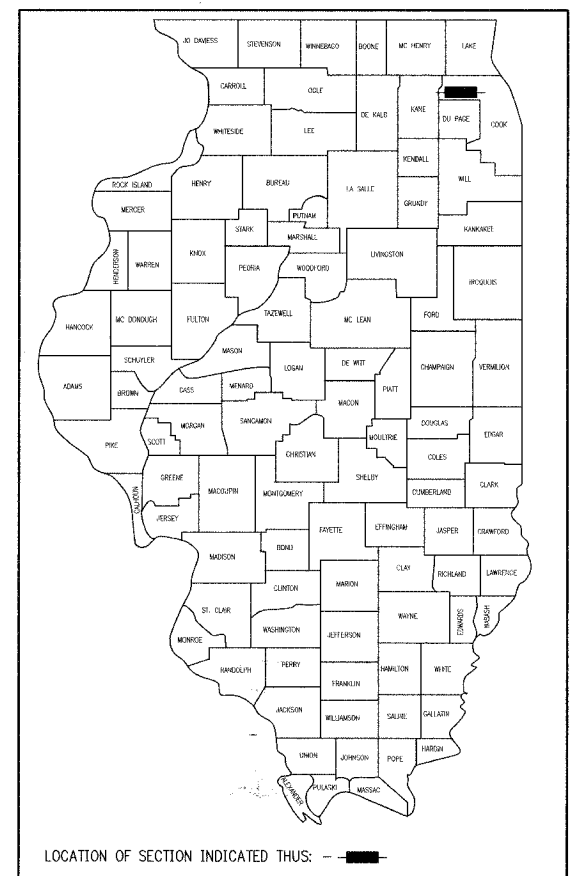 JO DAVIESS STEVENSON WINNEBAGO BOONE MC HENRY LAKE
CARROLL OGLE DE KALB KANE DU PAGE COOK
WHITESIDE LEE
KENDALL WILL
ROCK ISLAND HENRY BUREAU LA SALLE GRUNDY
MERCER PUTNAM
STARK MARSHALL KANKAKEE
HENDERSON WARREN KNOX PEORIA WOODFORD LIVINGSTON IROQUOIS
HANCOCK MC DONOUGH FULTON TAZEWELL MC LEAN FORD
SCHUYLER MASON
ADAMS BROWN CASS MENARD LOGAN DE WITT PIATT CHAMPAIGN VERMILION
MACON
PIKE SCOTT MORGAN SANGAMON CHRISTIAN MOULTRIE DOUGLAS EDGAR
COLES
CALHOUN GREENE MACOUPIN MONTGOMERY SHELBY CUMBERLAND CLARK
JERSEY FAYETTE EFFINGHAM JASPER CRAWFORD
MADISON BOND
CLINTON MARION CLAY RICHLAND LAWRENCE
ST. CLAIR WASHINGTON JEFFERSON WAYNE EDWARDS WABASH
MONROE
RANDOLPH PERRY HAMILTON WHITE
FRANKLIN
JACKSON WILLIAMSON SALINE GALLATIN
UNION JOHNSON POPE HARDIN
ALEXANDER PULASKI MASSAC
LOCATION OF SECTION INDICATED THUS: